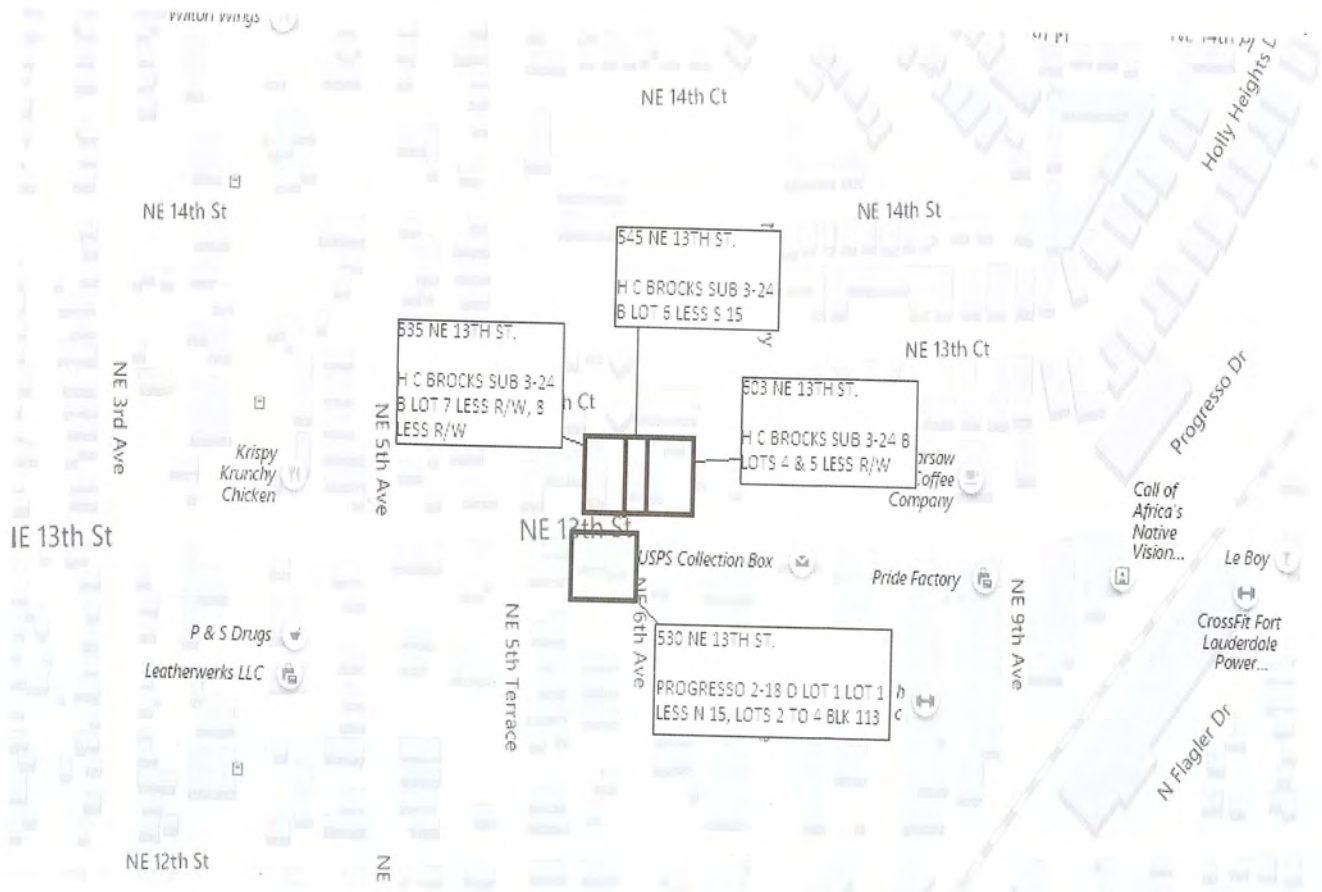 Wilton Wings
NE 14th Ct
Holly Heights
NE 14th St
NE 14th St
545 NE 13TH ST.
H C BROCKS SUB 3-24
B LOT 6 LESS S 15
535 NE 13TH ST.
H C BROCKS SUB 3-24
B LOT 7 LESS R/W, 8
LESS R/W
h Ct
NE 13th Ct
603 NE 13TH ST.
H C BROCKS SUB 3-24 B
LOTS 4 & 5 LESS R/W
NE 3rd Ave
NE 5th Ave
Progresso Dr
Krispy
Krunchy
Chicken
Coffee
Company
Call of
Africa's
Native
Vision...
IE 13th St
NE 13th St
USPS Collection Box
Pride Factory
Le Boy
CrossFit Fort
Lauderdale
Power...
NE 9th Ave
NE 6th Ave
NE 5th Terrace
P & S Drugs
Leatherwerks LLC
530 NE 13TH ST.
PROGRESSO 2-18 D LOT 1 LOT 1
LESS N 15, LOTS 2 TO 4 BLK 113
h
c
N Flagler Dr
NE 12th St
NE